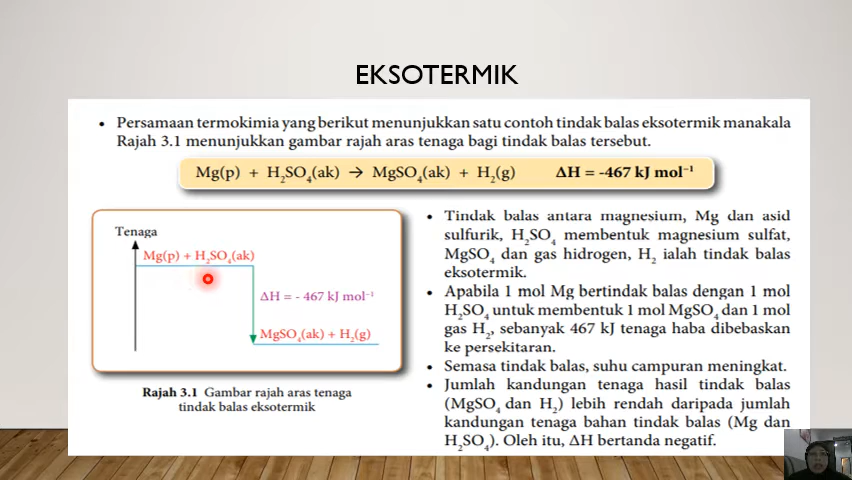 EKSOTERMIK
• Persamaan termokimia yang berikut menunjukkan satu contoh tindak balas eksotermik manakala
Rajah 3.1 menunjukkan gambar rajah aras tenaga bagi tindak balas tersebut.
Mg(p) + H₂SO₄(ak) → MgSO₄(ak) + H₂(g) ΔH = -467 kJ mol⁻¹
Tenaga
Mg(p) + H₂SO₄(ak)
ΔH = - 467 kJ mol⁻¹
MgSO₄(ak) + H₂(g)
Rajah 3.1 Gambar rajah aras tenaga
tindak balas eksotermik
• Tindak balas antara magnesium, Mg dan asid
sulfurik, H₂SO₄ membentuk magnesium sulfat,
MgSO₄ dan gas hidrogen, H₂ ialah tindak balas
eksotermik.
• Apabila 1 mol Mg bertindak balas dengan 1 mol
H₂SO₄ untuk membentuk 1 mol MgSO₄ dan 1 mol
gas H₂, sebanyak 467 kJ tenaga haba dibebaskan
ke persekitaran.
• Semasa tindak balas, suhu campuran meningkat.
• Jumlah kandungan tenaga hasil tindak balas
(MgSO₄ dan H₂) lebih rendah daripada jumlah
kandungan tenaga bahan tindak balas (Mg dan
H₂SO₄). Oleh itu, ΔH bertanda negatif.